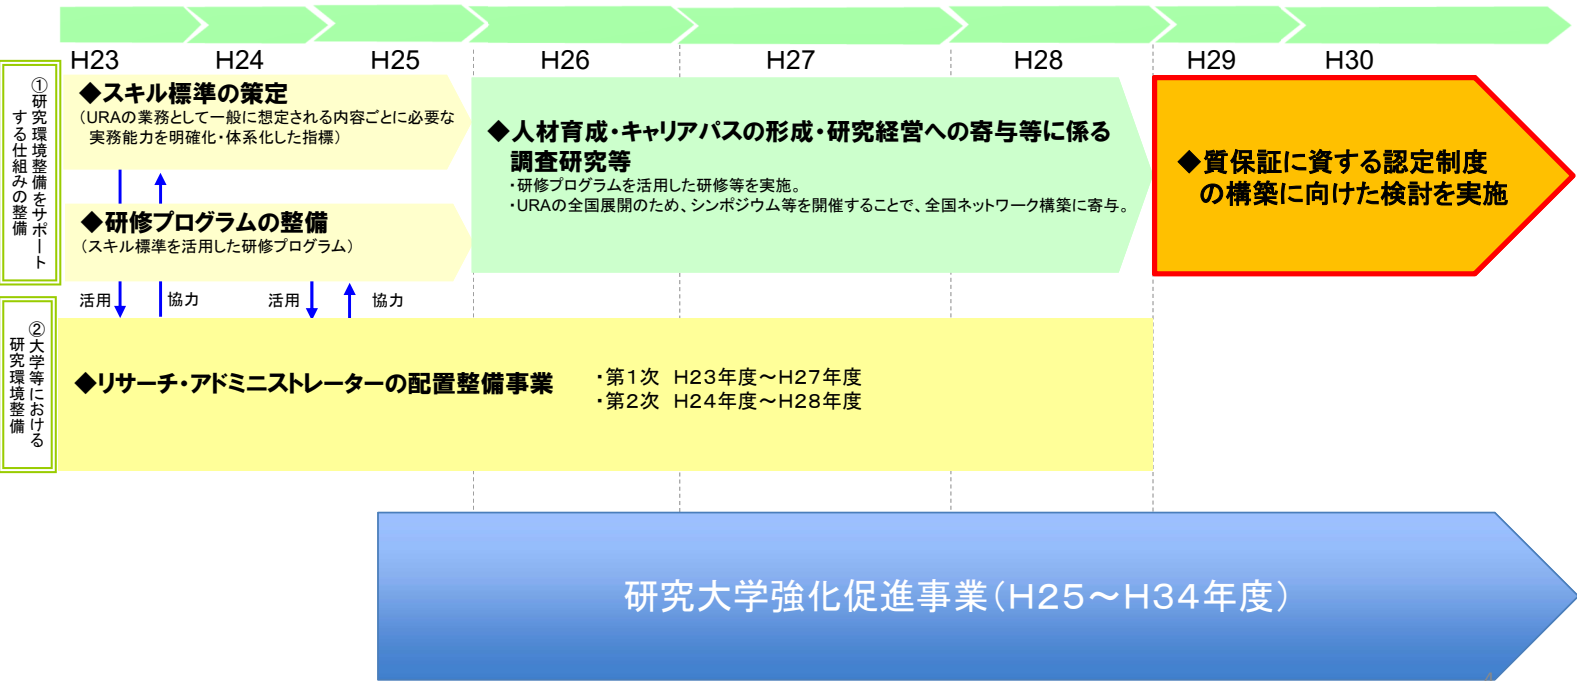 H23 H24 H25 H26 H27 H28 H29 H30
①研究環境整備をサポート
する仕組みの整備
◆スキル標準の策定
(URAの業務として一般に想定される内容ごとに必要な
実務能力を明確化・体系化した指標)
◆研修プログラムの整備
(スキル標準を活用した研修プログラム)
◆人材育成・キャリアパスの形成・研究経営への寄与等に係る
調査研究等
・研修プログラムを活用した研修等を実施。
・URAの全国展開のため、シンポジウム等を開催することで、全国ネットワーク構築に寄与。
◆質保証に資する認定制度
の構築に向けた検討を実施
活用 協力 活用 協力
②大学等における
研究環境整備
◆リサーチ・アドミニストレーターの配置整備事業
・第1次 H23年度～H27年度
・第2次 H24年度～H28年度
研究大学強化促進事業(H25～H34年度)
4